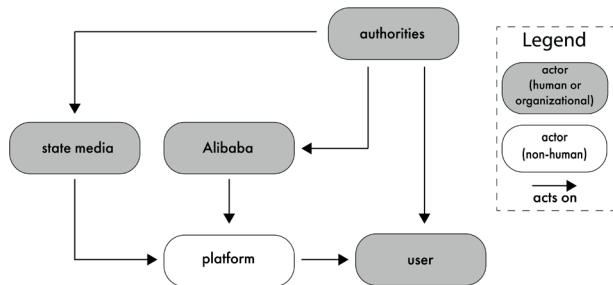 authorities
state media
Alibaba
platform
user
Legend
actor
(human or
organizational)
actor
(non-human)
acts on